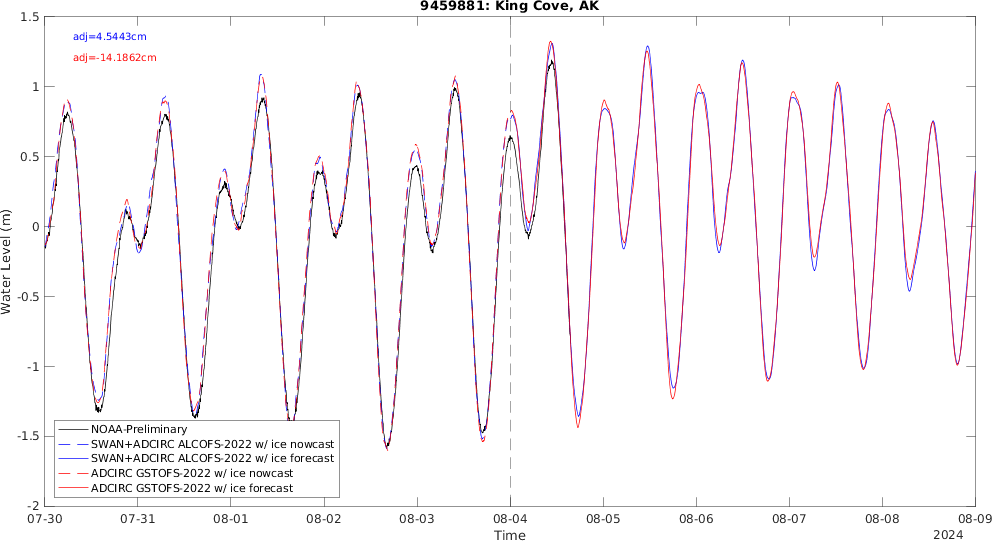 9459881: King Cove, AK
adj=4.5443cm
adj=-14.1862cm
Water Level (m)
1.5
1
0.5
0
-0.5
-1
-1.5
-2
NOAA-Preliminary
SWAN+ADCIRC ALCOFS-2022 w/ ice nowcast
SWAN+ADCIRC ALCOFS-2022 w/ ice forecast
ADCIRC GSTOFS-2022 w/ ice nowcast
ADCIRC GSTOFS-2022 w/ ice forecast
07-30 07-31 08-01 08-02 08-03 08-04 08-05 08-06 08-07 08-08 08-09
Time
2024